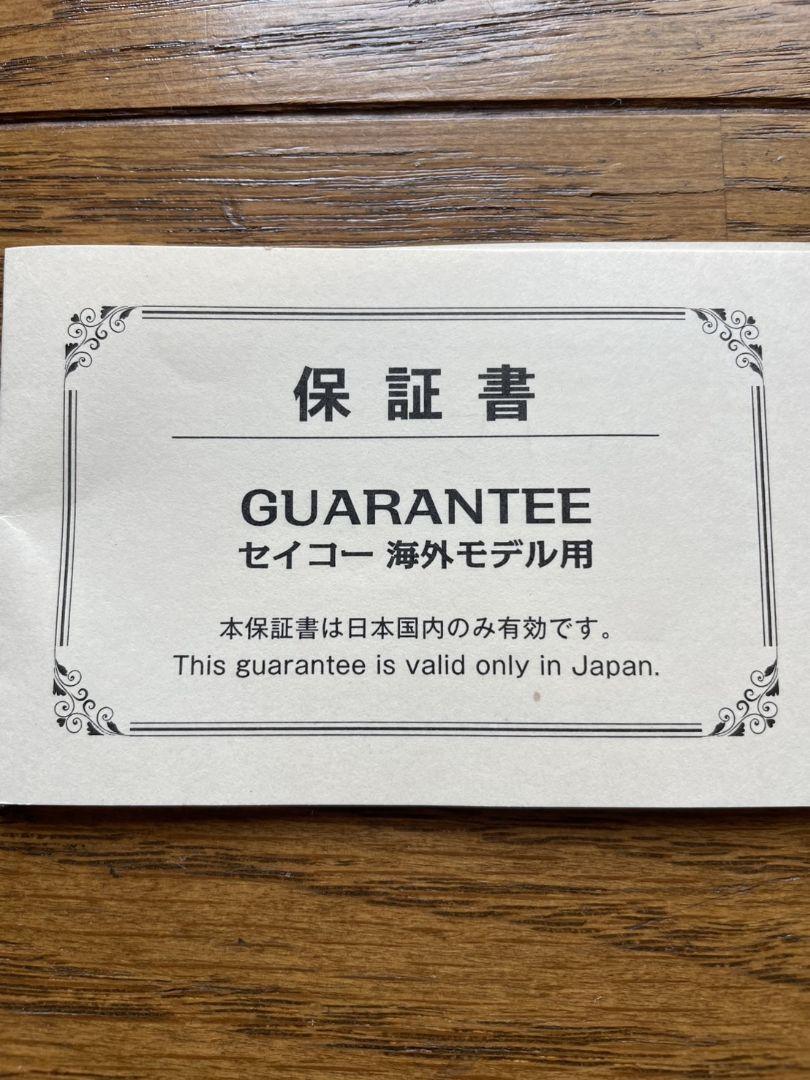 保証書
GUARANTEE
セイコー 海外モデル用
本保証書は日本国内のみ有効です。
This guarantee is valid only in Japan.